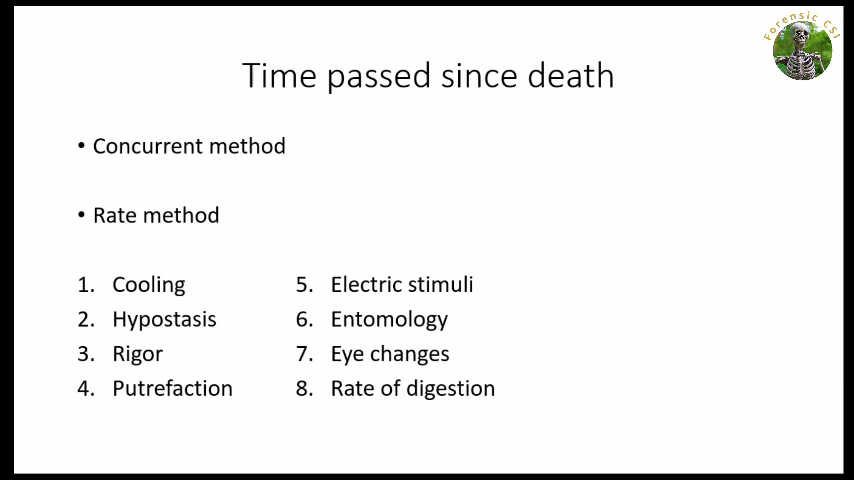 Forensic CSI
Time passed since death
• Concurrent method
• Rate method
1. Cooling
2. Hypostasis
3. Rigor
4. Putrefaction
5. Electric stimuli
6. Entomology
7. Eye changes
8. Rate of digestion